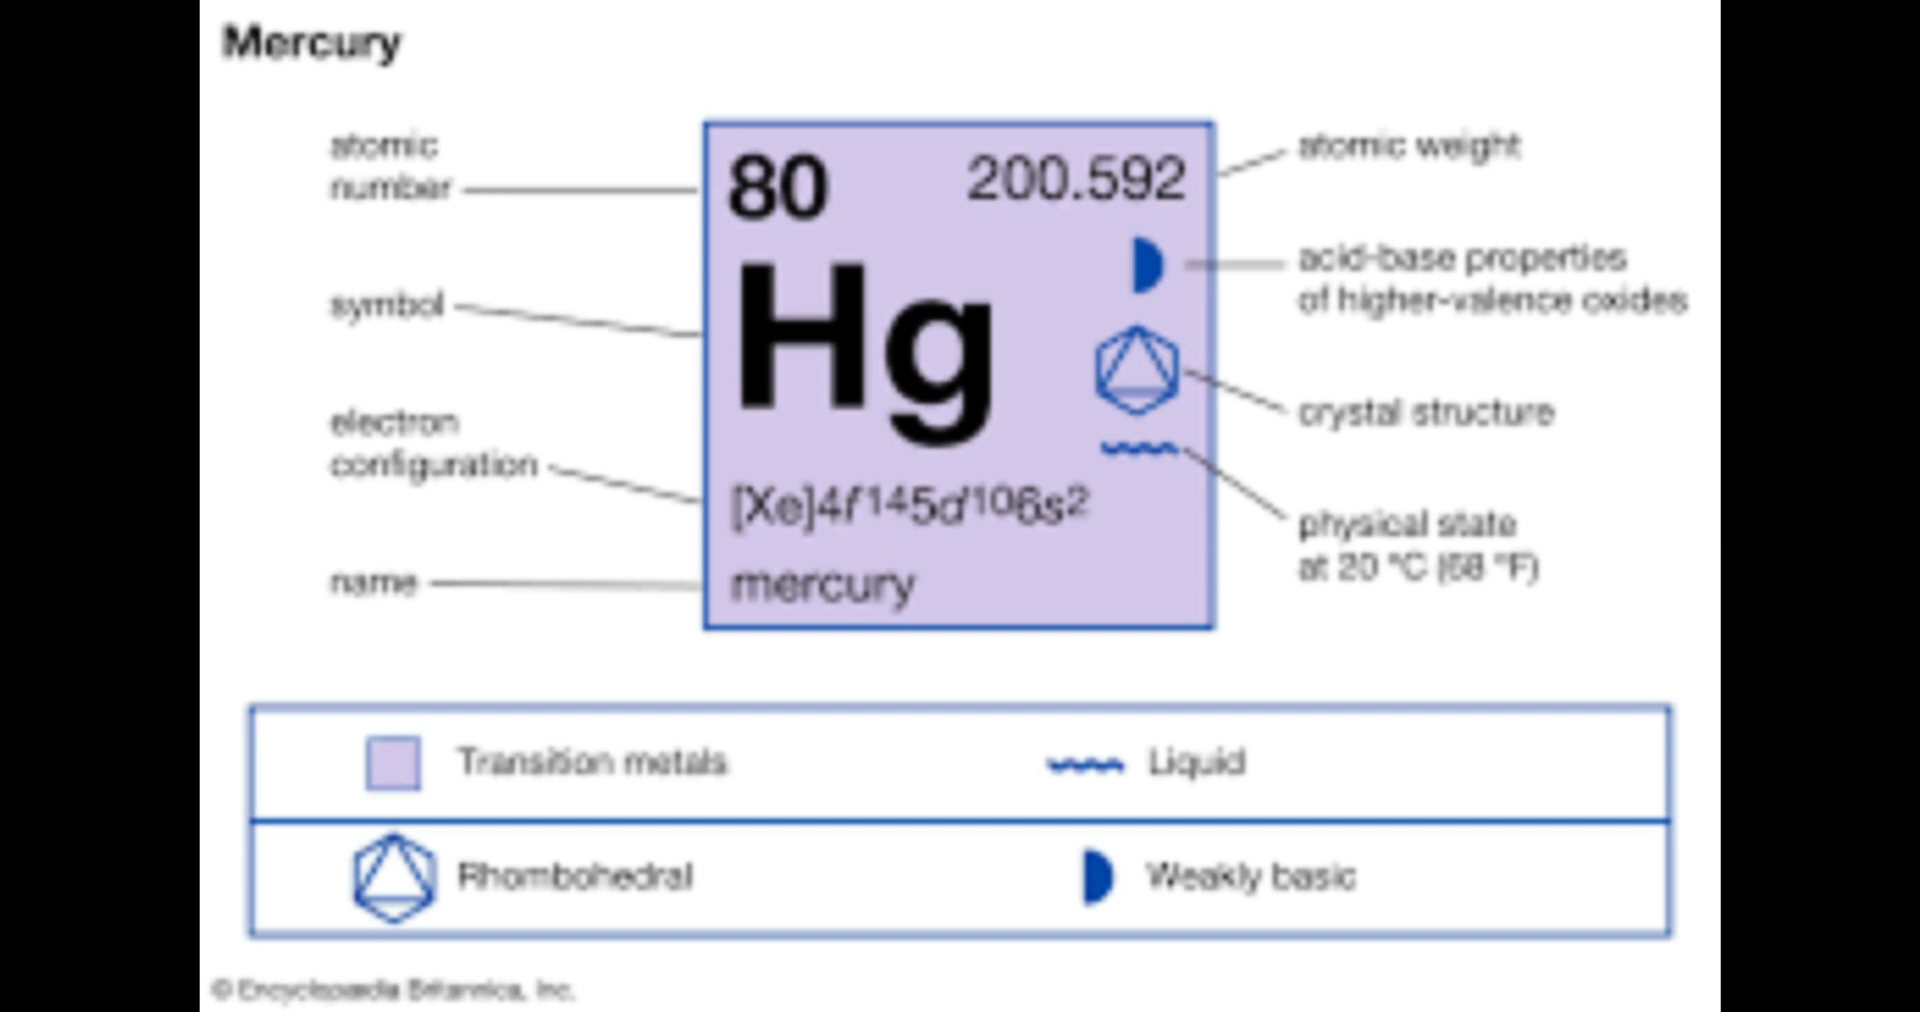 Mercury
atomic
number
80
200.592
atomic weight
acid-base properties
of higher-valence oxides
symbol
Hg
crystal structure
electron
configuration
[Xe]4f¹⁴5d¹⁰6s²
physical state
at 20 °C (68 °F)
name
mercury
Transition metals
Liquid
Rhombohedral
Weakly basic
© Encyclopædia Britannica, Inc.